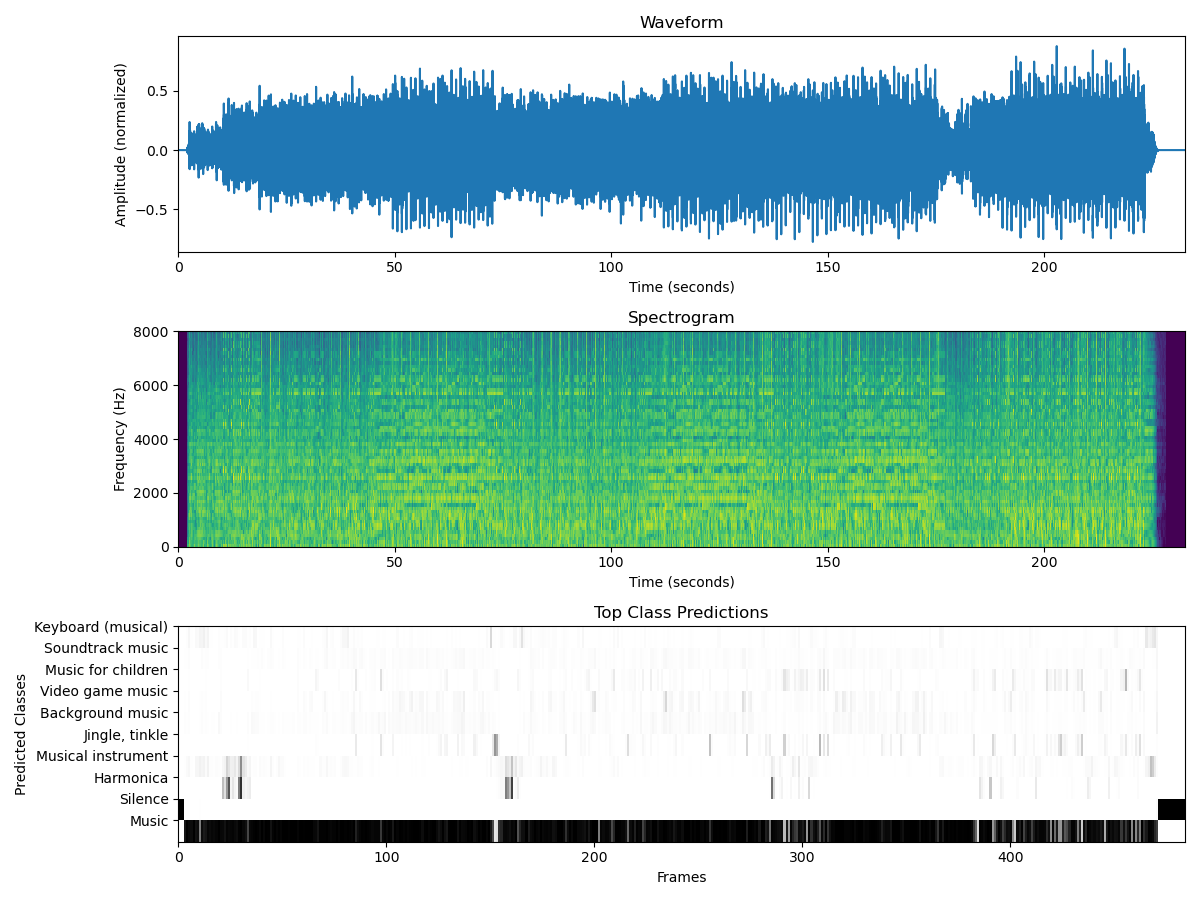 Waveform
Amplitude (normalized)
0.5
0.0
−0.5
0 50 100 150 200
Time (seconds)
Spectrogram
Frequency (Hz)
8000
6000
4000
2000
0
0 50 100 150 200
Time (seconds)
Top Class Predictions
Predicted Classes
Keyboard (musical)
Soundtrack music
Music for children
Video game music
Background music
Jingle, tinkle
Musical instrument
Harmonica
Silence
Music
0 100 200 300 400
Frames